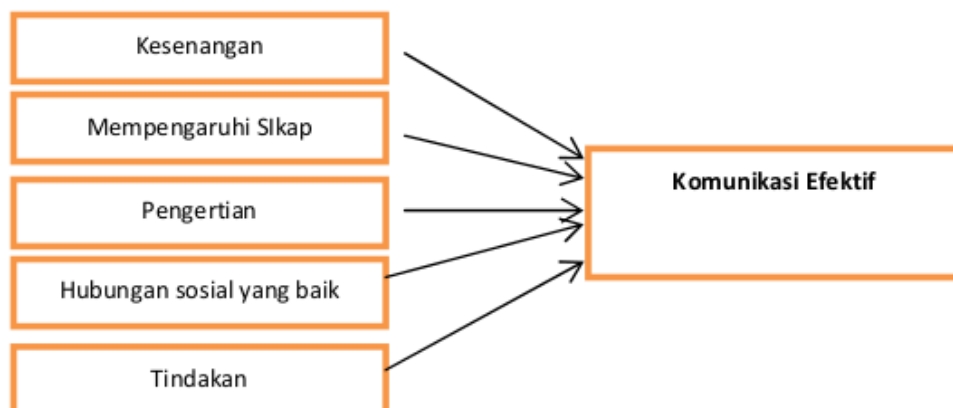 Kesenangan
Mempengaruhi SIkap
Pengertian
Hubungan sosial yang baik
Tindakan
Komunikasi Efektif